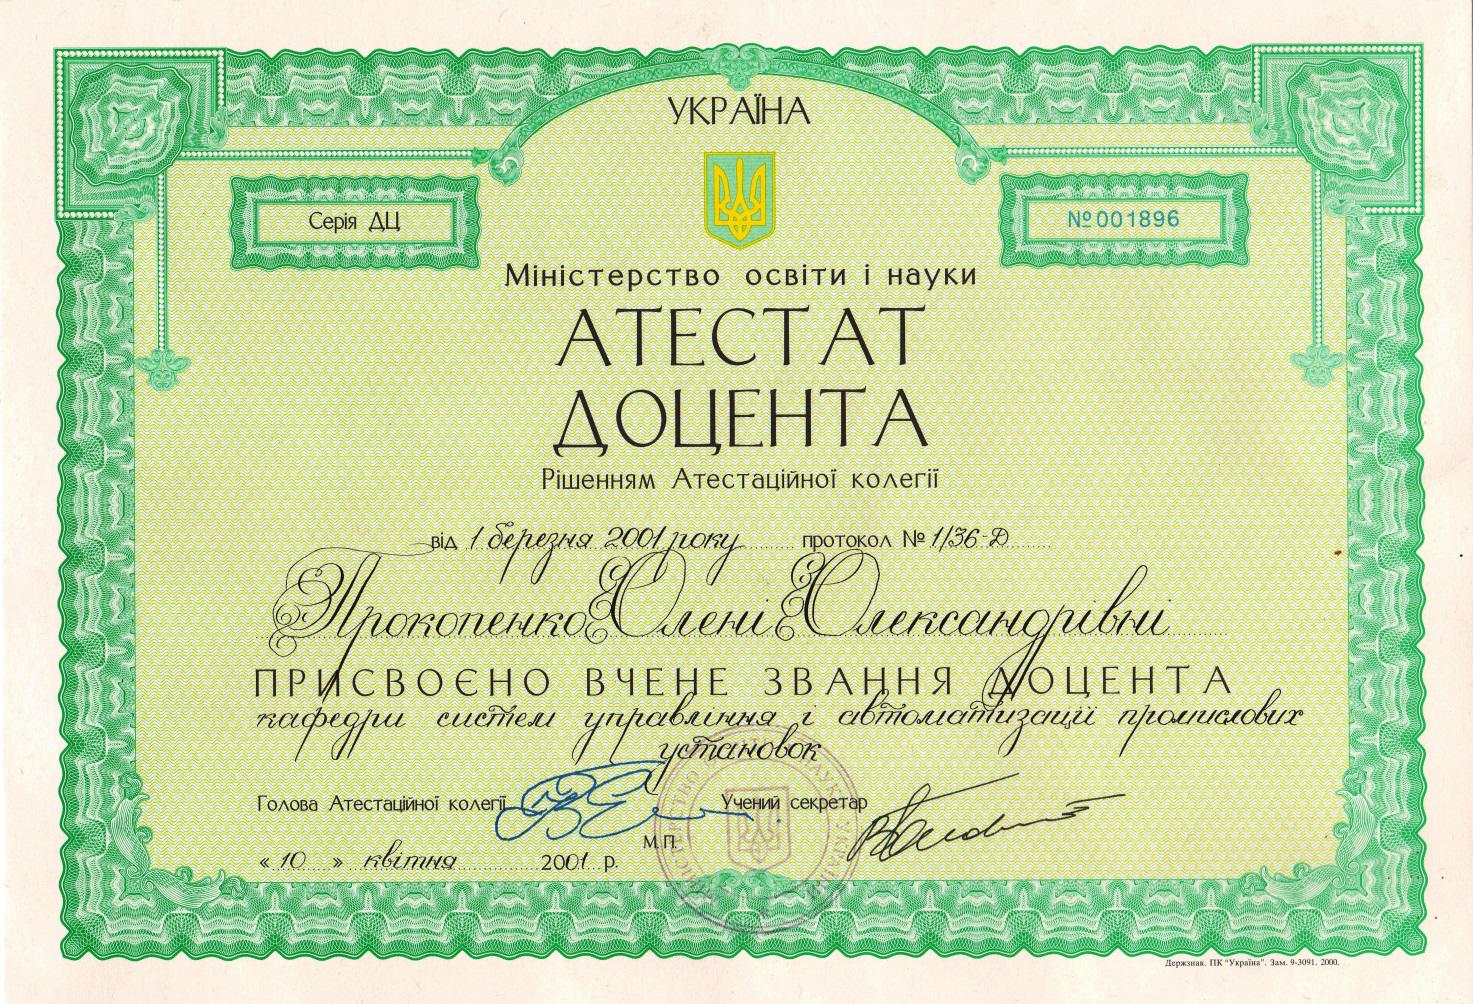 УКРАЇНА
Серія ДЦ
№001896
Міністерство освіти і науки
АТЕСТАТ
ДОЦЕНТА
Рішенням Атестаційної колегії
від 1 березня 2001 року протокол № 1/36-Д
Прокопенко Олені Олександрівні
ПРИСВОЄНО ВЧЕНЕ ЗВАННЯ ДОЦЕНТА
кафедри систем управління і автоматизації промислових
установок
Голова Атестаційної колегії
Учений секретар
М.П.
«10» квітня 2001 р.
Держзнак. ПК "Україна". Зам. 9-3091. 2000.